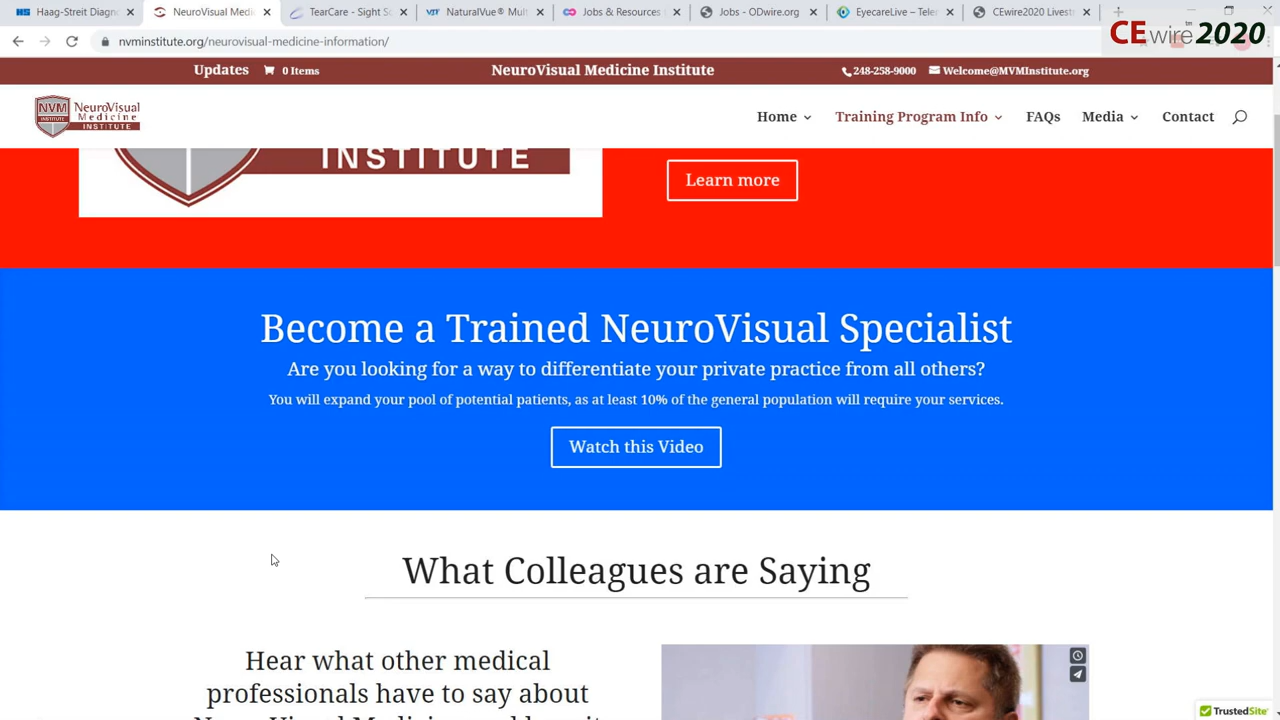 Haag-Streit Diagno
NeuroVisual Medi
TearCare - Sight Sc
NaturalVue® Mult
Jobs & Resources
Jobs - ODwire.org
EyecareLive – Teler
CEwire2020 Livestr
nvminstitute.org/neurovisual-medicine-information/
CEwire2020
Updates
0 Items
NeuroVisual Medicine Institute
248-258-9000
Welcome@MVMInstitute.org
NVM
INSTITUTE
NeuroVisual
Medicine
INSTITUTE
Home
Training Program Info
FAQs
Media
Contact
INSTITUTE
Learn more
Become a Trained NeuroVisual Specialist
Are you looking for a way to differentiate your private practice from all others?
You will expand your pool of potential patients, as at least 10% of the general population will require your services.
Watch this Video
What Colleagues are Saying
Hear what other medical
professionals have to say about
TrustedSite